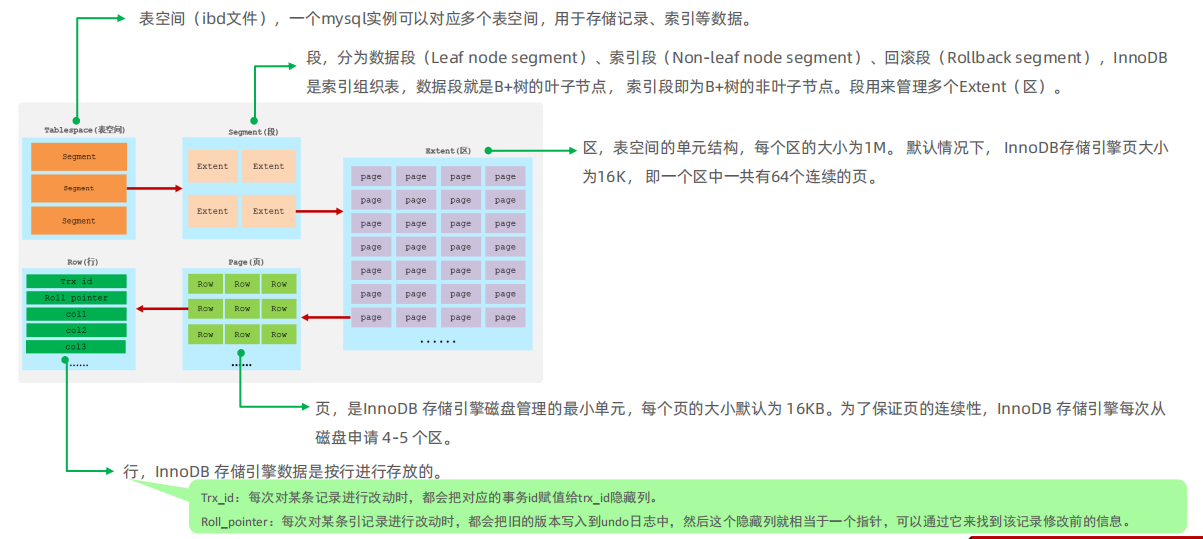 表空间（ibd文件），一个mysql实例可以对应多个表空间，用于存储记录、索引等数据。
段，分为数据段（Leaf node segment）、索引段（Non-leaf node segment）、回滚段（Rollback segment），InnoDB
是索引组织表，数据段就是B+树的叶子节点， 索引段即为B+树的非叶子节点。段用来管理多个Extent（区）。
Tablespace(表空间)
Segment
Segment
Segment
Segment(段)
Extent Extent
Extent Extent
Extent(区)
page page page page
page page page page
page page page page
page page page page
page page page page
page page page page
page page page page
......
区，表空间的单元结构，每个区的大小为1M。 默认情况下， InnoDB存储引擎页大小
为16K， 即一个区中一共有64个连续的页。
Row(行)
Trx id
Roll pointer
col1
col2
col3
......
Page(页)
Row Row Row
Row Row Row
Row Row Row
......
页，是InnoDB 存储引擎磁盘管理的最小单元，每个页的大小默认为 16KB。为了保证页的连续性，InnoDB 存储引擎每次从
磁盘申请 4-5 个区。
行，InnoDB 存储引擎数据是按行进行存放的。
Trx_id：每次对某条记录进行改动时，都会把对应的事务id赋值给trx_id隐藏列。
Roll_pointer：每次对某条引记录进行改动时，都会把旧的版本写入到undo日志中，然后这个隐藏列就相当于一个指针，可以通过它来找到该记录修改前的信息。